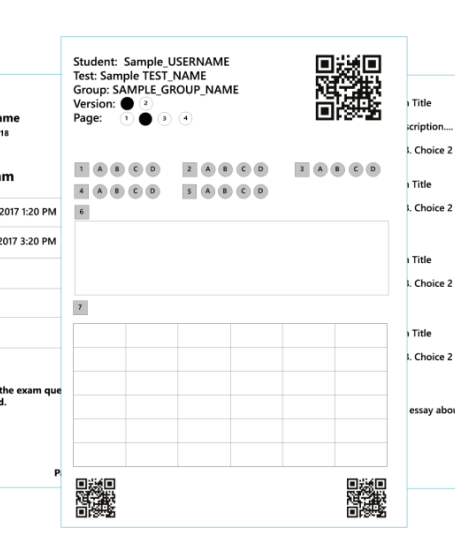 Student: Sample_USERNAME
Test: Sample TEST_NAME
Group: SAMPLE_GROUP_NAME
Version: 2
Page: 1 3 4
1 A B C D 2 A B C D 3 A B C D
4 A B C D 5 A B C D
6
7
ame
18
am
2017 1:20 PM
2017 3:20 PM
the exam que
d.
P
Title
scription....
3. Choice 2
Title
3. Choice 2
Title
3. Choice 2
Title
3. Choice 2
essay abou